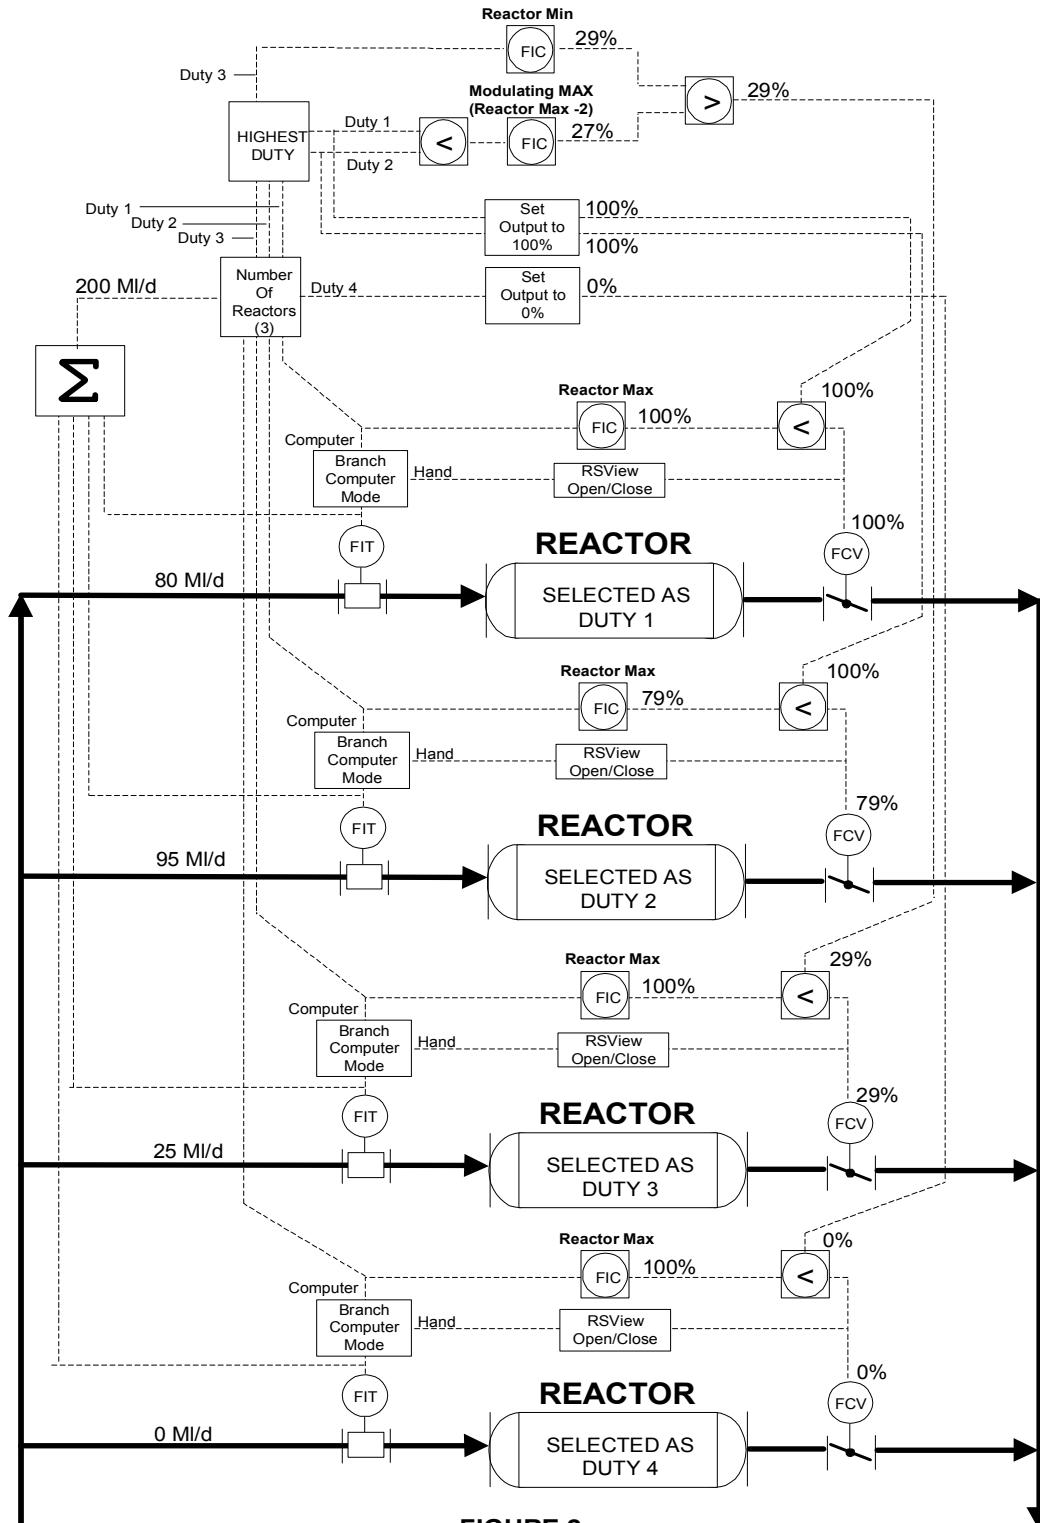 Reactor Min
FIC
29%
Duty 3
Modulating MAX
(Reactor Max -2)
>
29%
HIGHEST
DUTY
Duty 1
Duty 2
<
FIC
27%
Duty 1
Duty 2
Duty 3
Set
Output to
100%
100%
100%
200 Ml/d
Number
Of
Reactors
(3)
Duty 4
Set
Output to
0%
0%
Σ
Reactor Max
FIC
100%
<
100%
Computer
Branch
Computer
Mode
Hand
RSView
Open/Close
100%
FIT
REACTOR
FCV
80 Ml/d
SELECTED AS
DUTY 1
Reactor Max
FIC
79%
<
100%
Computer
Branch
Computer
Mode
Hand
RSView
Open/Close
79%
FIT
REACTOR
FCV
95 Ml/d
SELECTED AS
DUTY 2
Reactor Max
FIC
100%
<
29%
Computer
Branch
Computer
Mode
Hand
RSView
Open/Close
29%
FIT
REACTOR
FCV
25 Ml/d
SELECTED AS
DUTY 3
Reactor Max
FIC
100%
<
0%
Computer
Branch
Computer
Mode
Hand
RSView
Open/Close
0%
FIT
REACTOR
FCV
0 Ml/d
SELECTED AS
DUTY 4
FIGURE